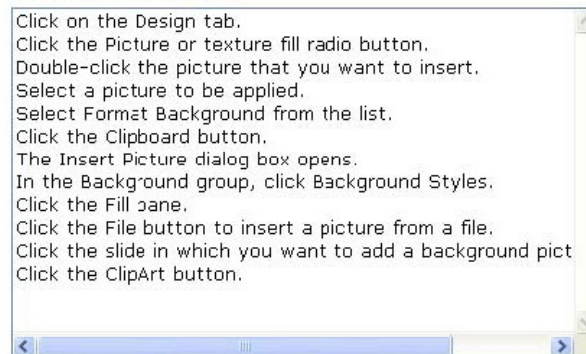 Click on the Design tab.
Click the Picture or texture fill radio button.
Double-click the picture that you want to insert.
Select a picture to be applied.
Select Format Background from the list.
Click the Clipboard button.
The Insert Picture dialog box opens.
In the Background group, click Background Styles.
Click the Fill pane.
Click the File button to insert a picture from a file.
Click the slide in which you want to add a background pict
Click the ClipArt button.